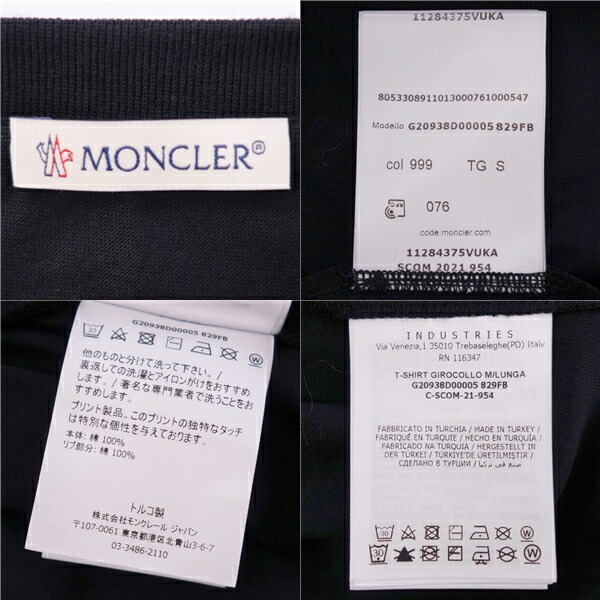 MONCLER®
11284375VUKA
8053308911013000761000547
Modello G20938D00005 829FB
col 999 TG S
076
code.moncler.com
11284375VUKA
SCOM 2021 954
G20938D00005 829FB
30
他のものと分けて洗って下さい/
裏返しての洗濯とアイロンがけをおすすめ
します。/著名な専門業者で洗うことをお
すすめします。
プリント製品。このプリントの独特なタッチ
は特別な個性を与えております。
本体: 綿 100%
リブ部分: 綿 100%
トルコ製
株式会社モンクレール ジャパン
〒107-0061 東京都港区北青山3-6-7
03-3486-2110
INDUSTRIES
Via Venezia,1 35010 Trebaseleghe(PD) Italy
RN 116347
T-SHIRT GIROCOLLO M/LUNGA
G20938D00005 829FB
C-SCOM-21-954
FABBRICATO IN TURCHIA / MADE IN TURKEY
/ FABRIQUÉ EN TURQUIE / HECHO EN TURQUÍA
/ FABRICADO NA TURQUIA / HERGESTELLT IN
DER TÜRKEI / TÜRKİYE'DE ÜRETİLMİŞTİR /
СДЕЛАНО В ТУРЦИИ / صنع في تركيا
30
30